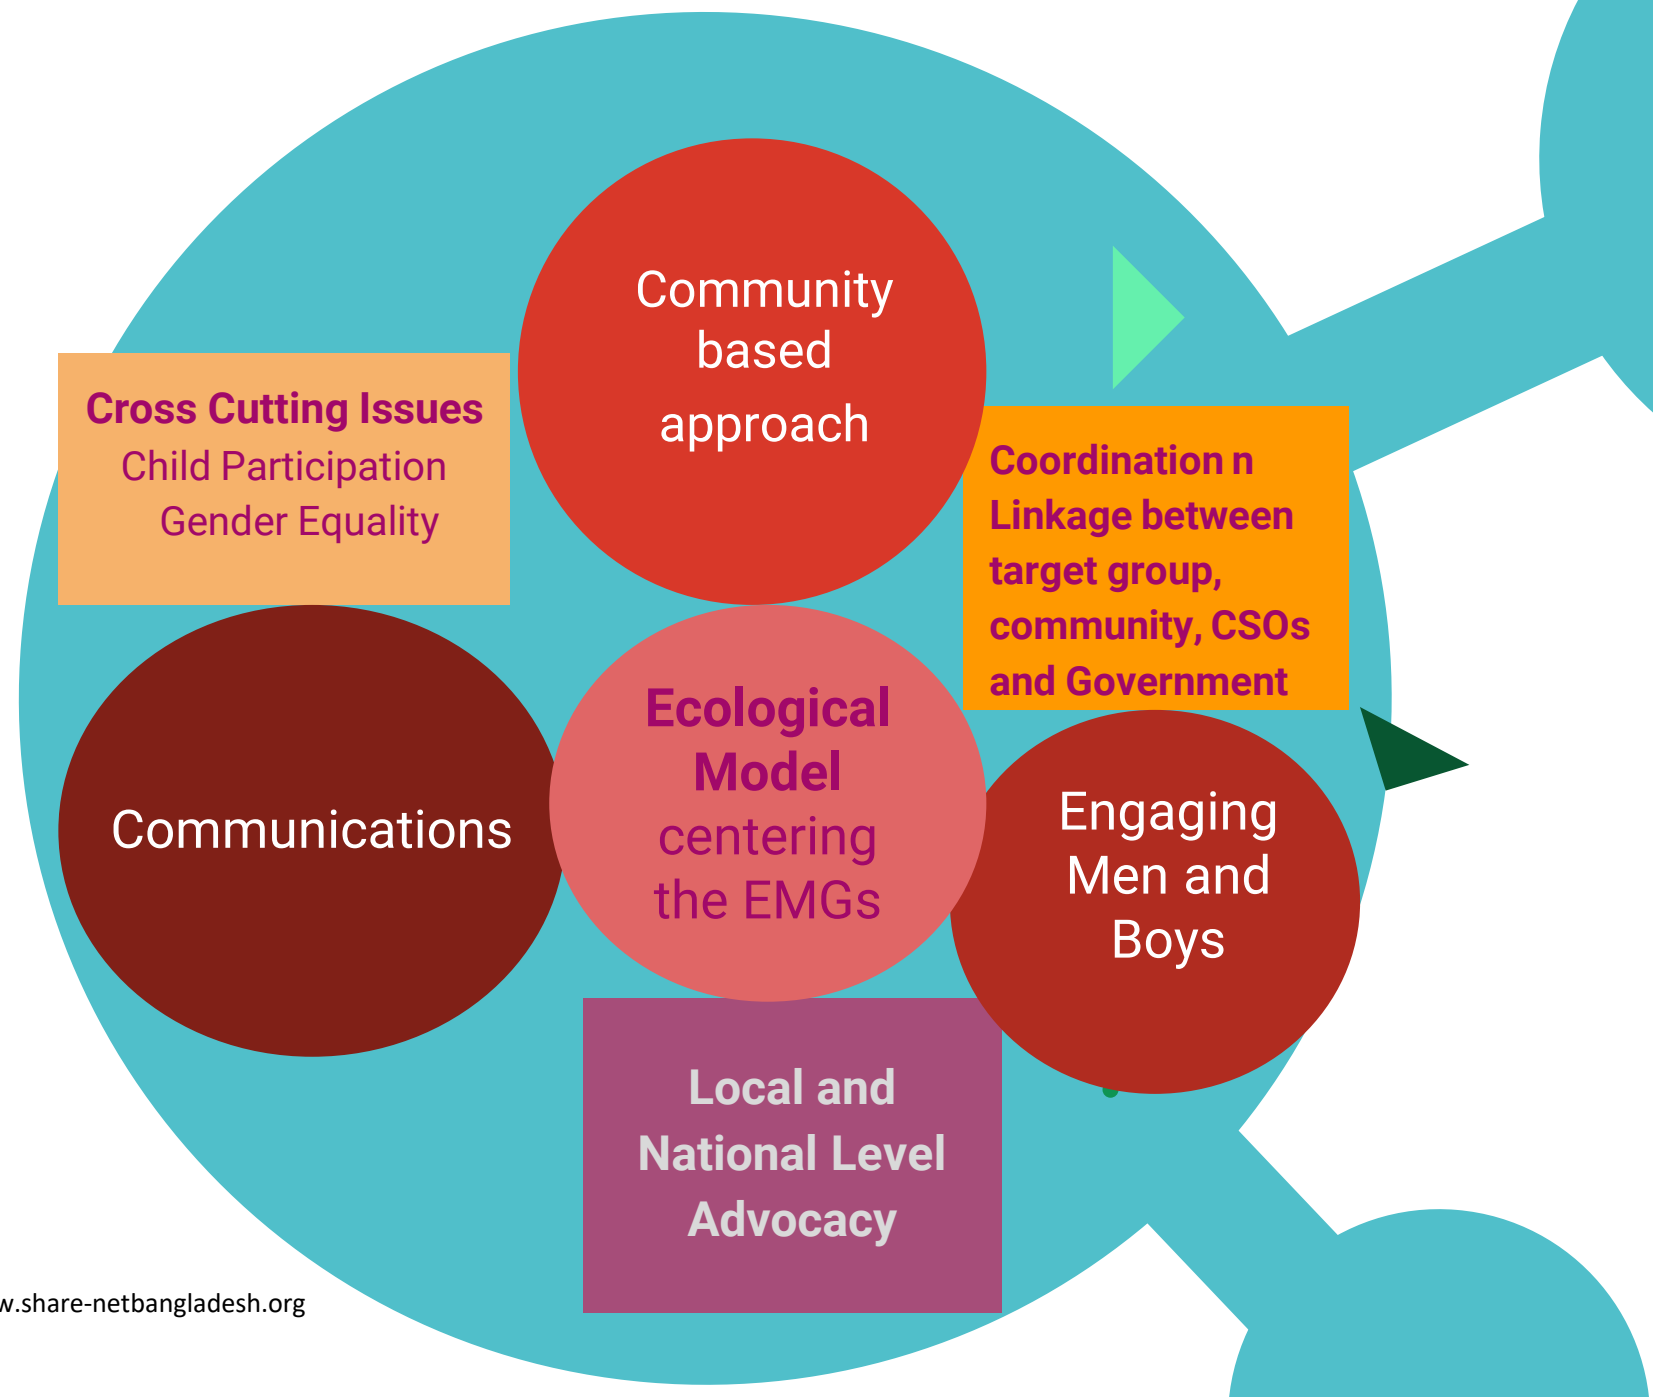 Community
based
approach
Cross Cutting Issues
Child Participation
Gender Equality
Coordination n
Linkage between
target group,
community, CSOs
and Government
Ecological
Model
centering
the EMGs
Communications
Engaging
Men and
Boys
Local and
National Level
Advocacy
w.share-netbangladesh.org